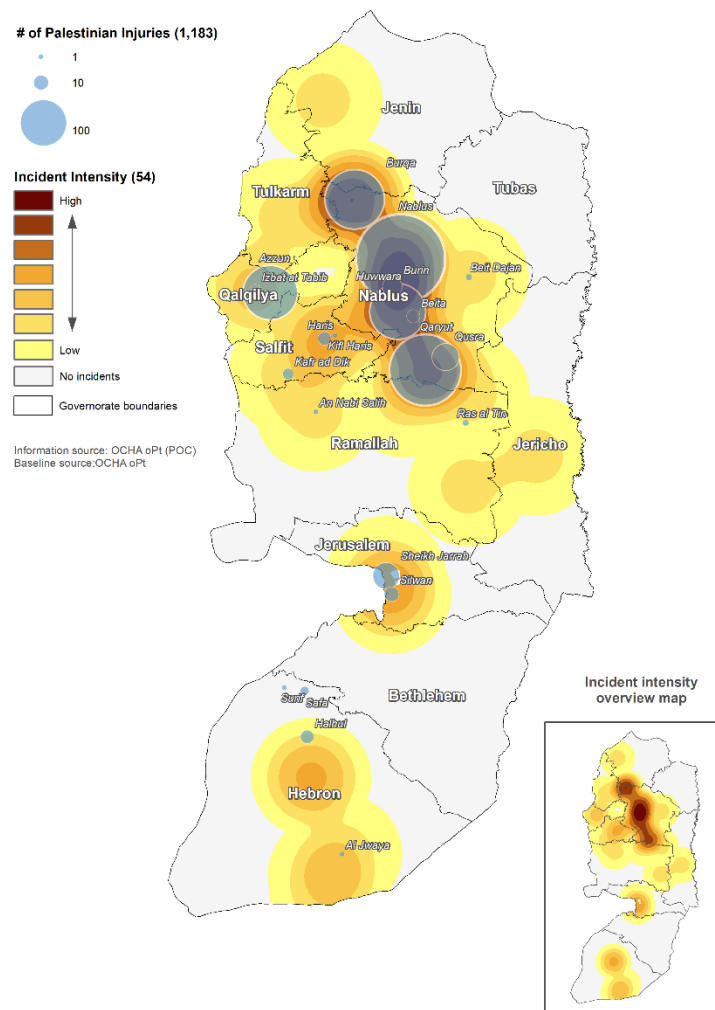 # of Palestinian Injuries (1,183)
1
10
100
Incident Intensity (54)
High
Low
No incidents
Governorate boundaries
Information source: OCHA oPt (POC)
Baseline source:OCHA oPt
Jenin
Burqa
Tulkarm
Tubas
Nablus
Azzun
Beit Dajan
Izbat at Tabib
Huwwara
Burin
Qalqilya
Nablus
Beita
Haris
Qaryut
Qusra
Salfit
Kifl Haris
Kafr ad Dik
An Nabi Salih
Ras al Tin
Ramallah
Jericho
Jerusalem
Sheikh Jarrah
Silwan
Bethlehem
Surif
Safa
Halhul
Hebron
Al Jwaya
Incident intensity
overview map